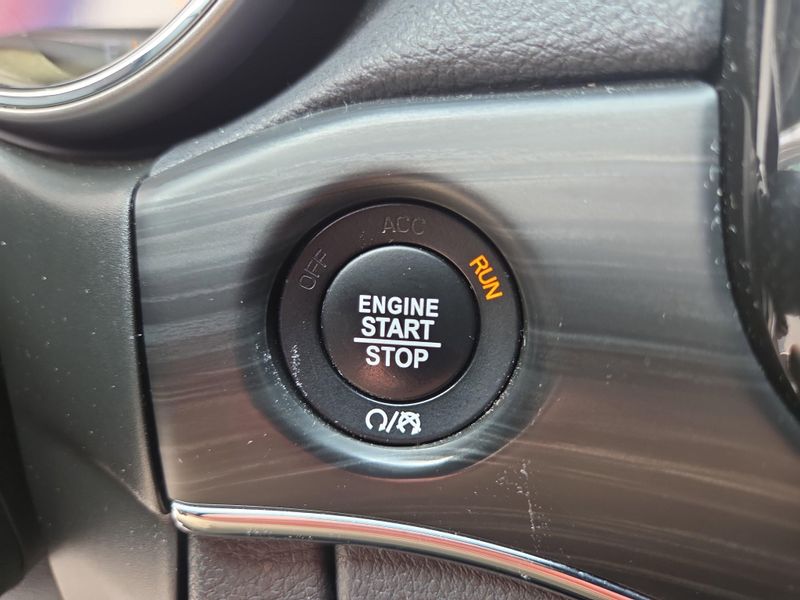 OFF
ACC
RUN
ENGINE
START
STOP